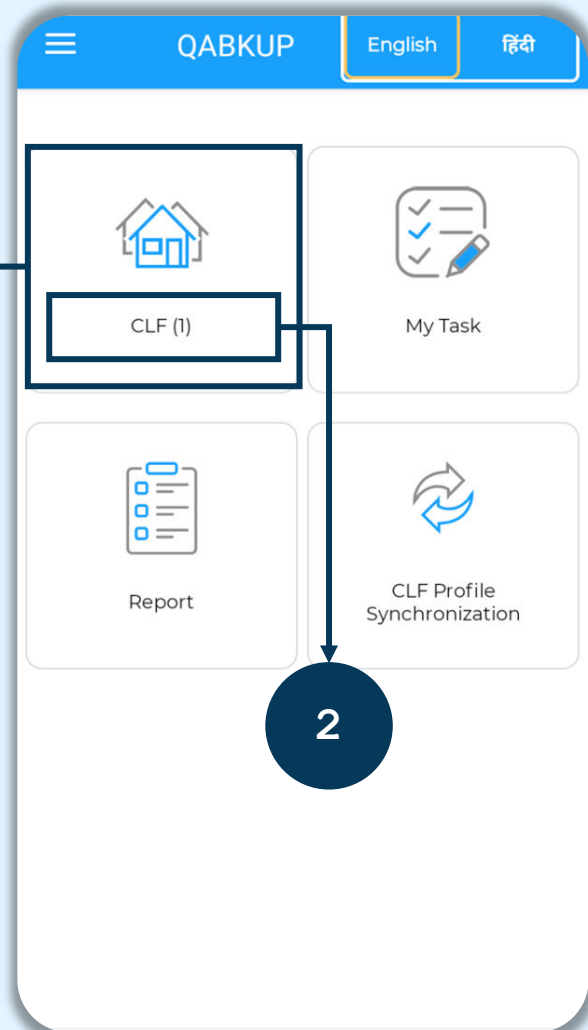 QABKUP
English
हिंदी
CLF (1)
My Task
Report
CLF Profile
Synchronization
2